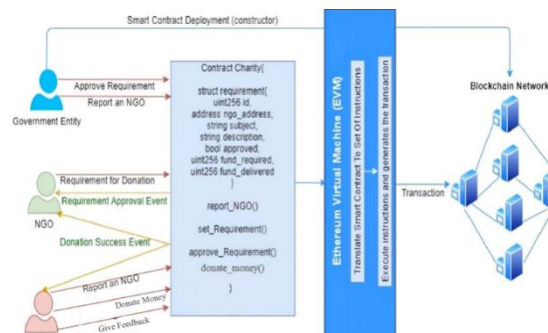 Smart Contract Deployment (constructor)
Approve Requirement
Report an NGO
Government Entity
Requirement for Donation
Requirement Approval Event
NGO
Donation Success Event
Report an NGO
Donate Money
Give Feedback
Contract Charity{
struct requirement{
uint256 id,
address ngo_address,
string subject,
string description,
bool approved,
uint256 fund_required,
uint256 fund_delivered
}
report_NGO()
set_Requirement()
approve_Requirement()
donate_money()
}
Ethereum Virtual Machine (EVM)
Translate Smart Contract To Set Of Instructions
Execute instructions and generates the transaction
Transaction
Blockchain Network